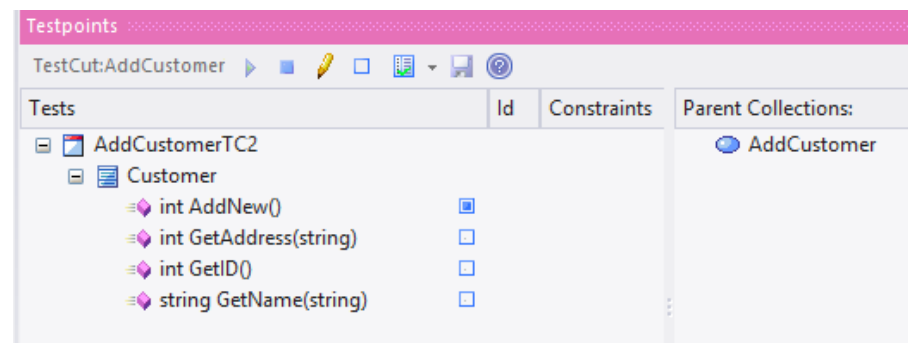 Testpoints
TestCut:AddCustomer
Tests Id Constraints Parent Collections:
AddCustomerTC2 AddCustomer
Customer
int AddNew()
int GetAddress(string)
int GetID()
string GetName(string)